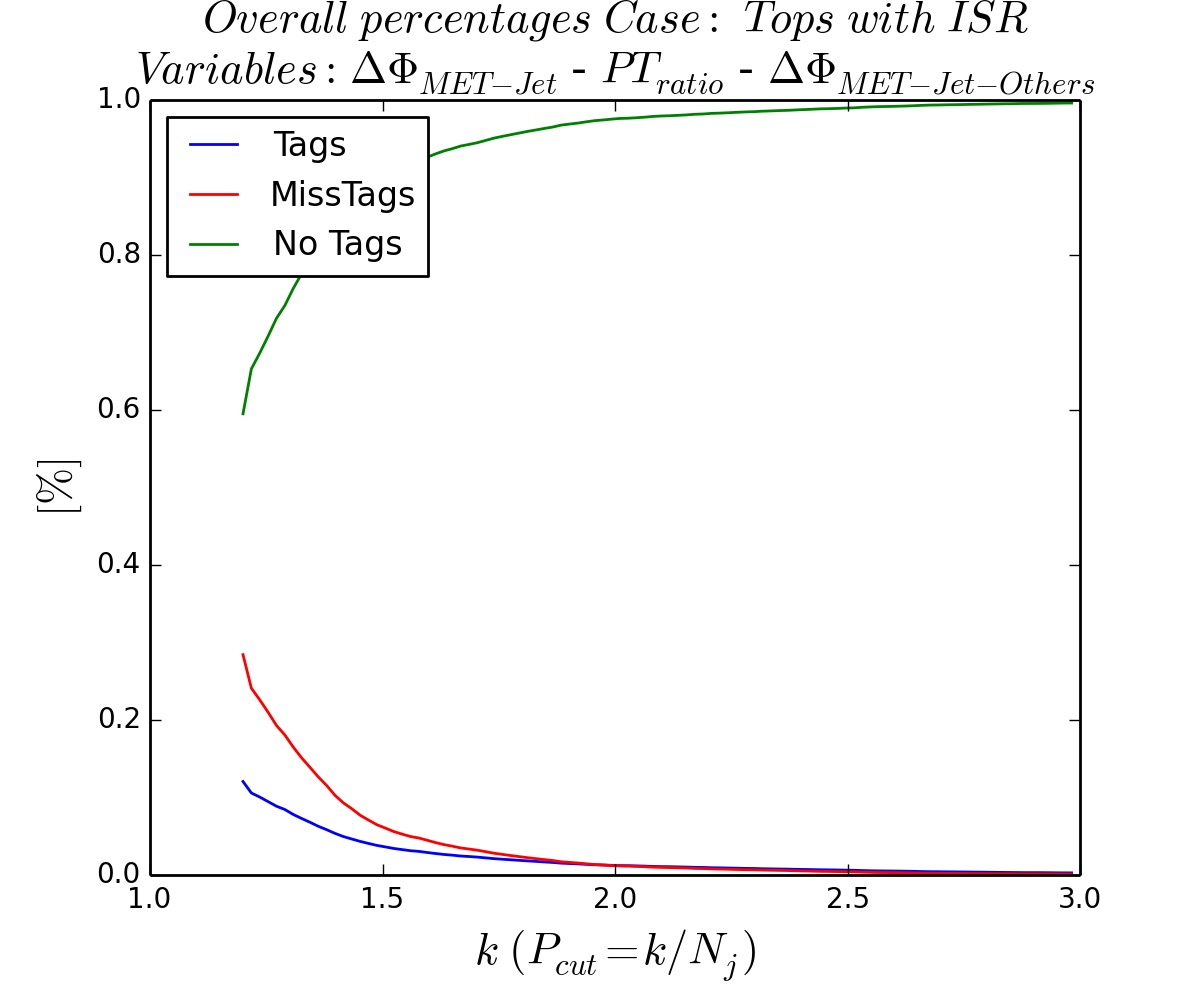 Overall percentages Case: Tops with ISR
Variables: ΔΦ_{MET−Jet} - PT_{ratio} - ΔΦ_{MET−Jet−Others}
1.0
0.8
0.6
0.4
0.2
0.0
[%]
Tags
MissTags
No Tags
1.0 1.5 2.0 2.5 3.0
k (P_{cut}=k/N_j)